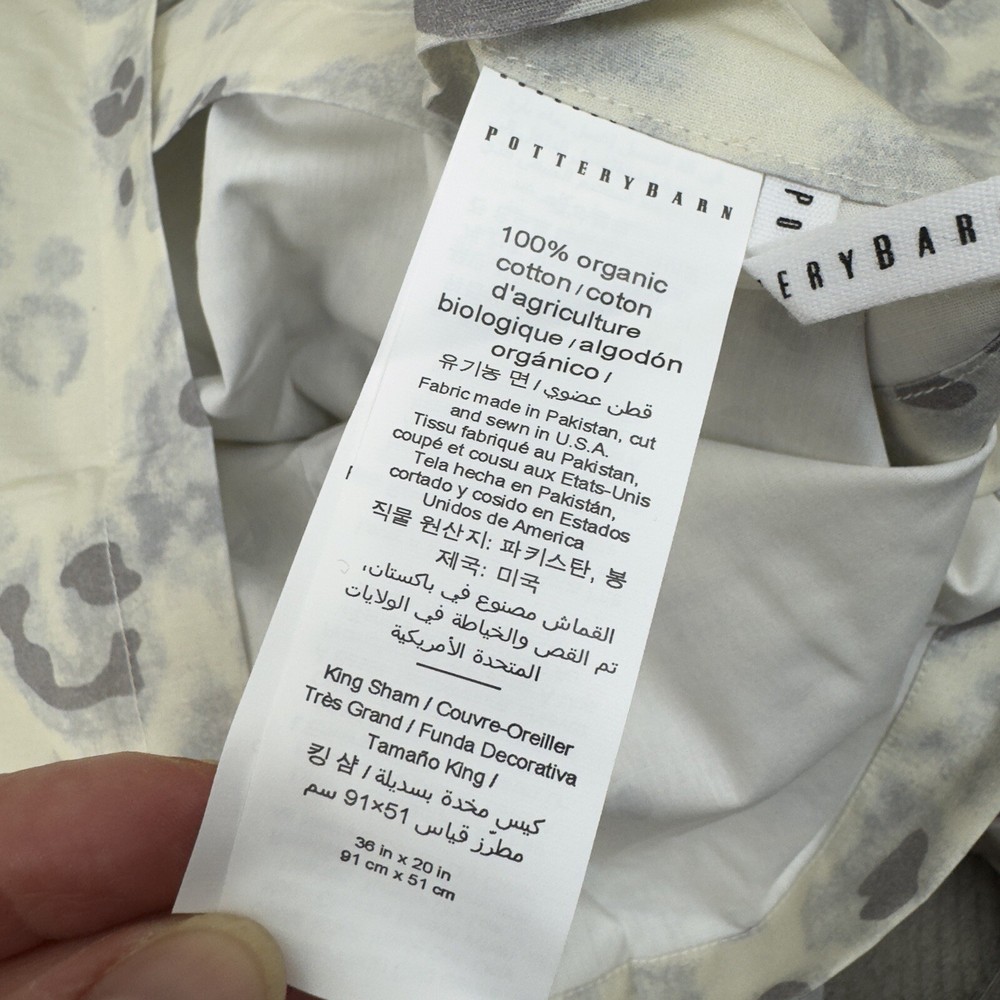 POTTERYBARN
100% organic
cotton / coton
d'agriculture
biologique / algodón
orgánico /
유기농 면 / قطن عضوي
Fabric made in Pakistan, cut
and sewn in U.S.A.
Tissu fabriqué au Pakistan,
coupé et cousu aux Etats-Unis
Tela hecha en Pakistán,
cortado y cosido en Estados
Unidos de America
직물 원산지: 파키스탄, 봉
제국: 미국
القماش مصنوع في باكستان،
تم القص والخياطة في الولايات
المتحدة الأمريكية
King Sham / Couvre-Oreiller
Très Grand / Funda Decorativa
Tamaño King /
킹 샴 / كيس مخدة بسديلة
مطرّز قياس 51×91 سم
36 in x 20 in
91 cm x 51 cm
PO
TERYBAR